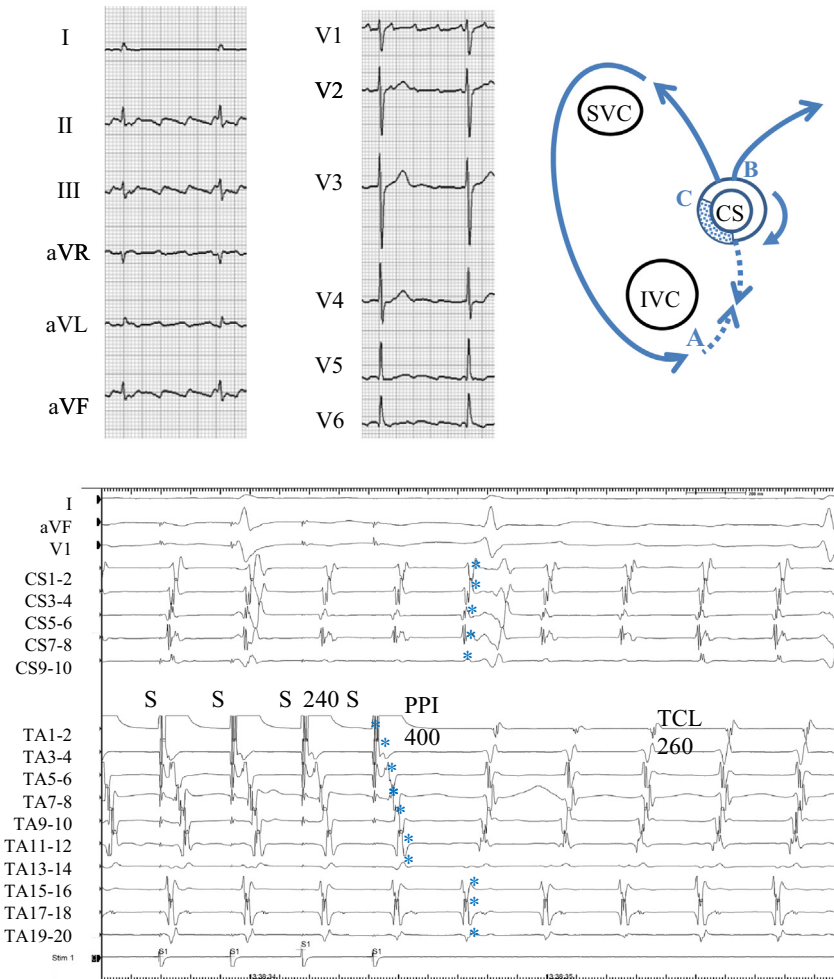 I
II
III
aVR
aVL
aVF
V1
V2
V3
V4
V5
V6
SVC
B
C
CS
IVC
A
I
aVF
V1
CS1-2
CS3-4
CS5-6
CS7-8
CS9-10
S S S 240 S PPI
400
TCL
260
TA1-2
TA3-4
TA5-6
TA7-8
TA9-10
TA11-12
TA13-14
TA15-16
TA17-18
TA19-20
Stim 1 S1 S1 S1 S1